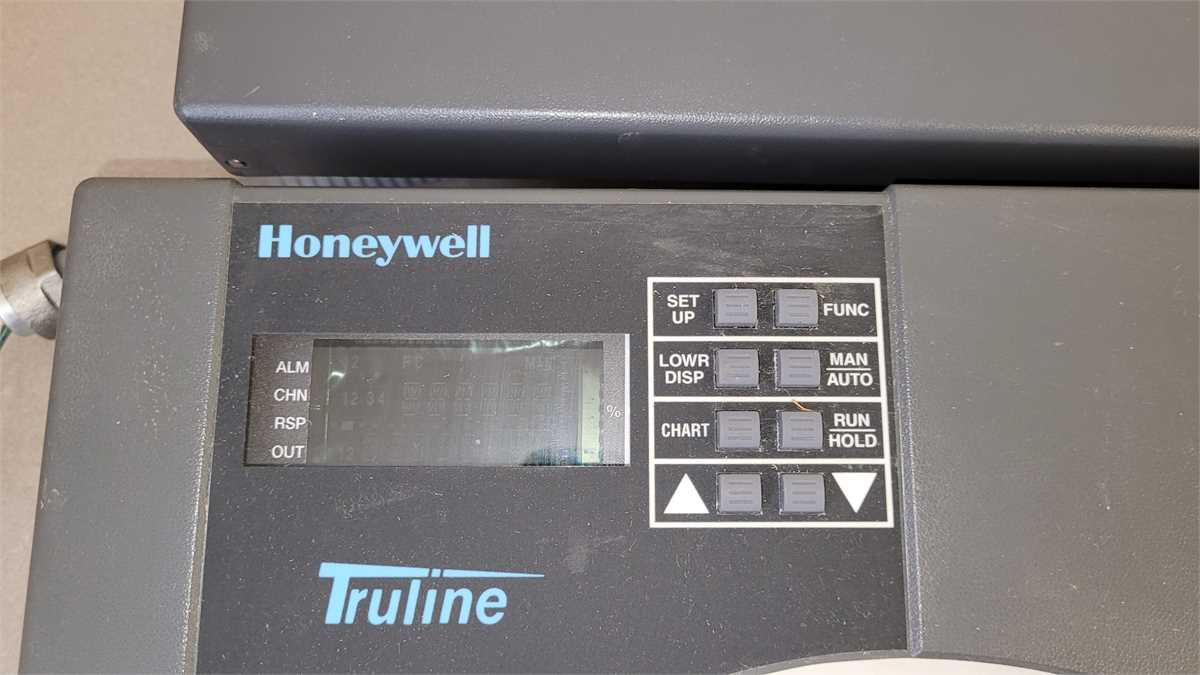 Honeywell
ALM
CHN
RSP
OUT
%
SET
UP
FUNC
LOWR
DISP
MAN
AUTO
CHART
RUN
HOLD
Truline